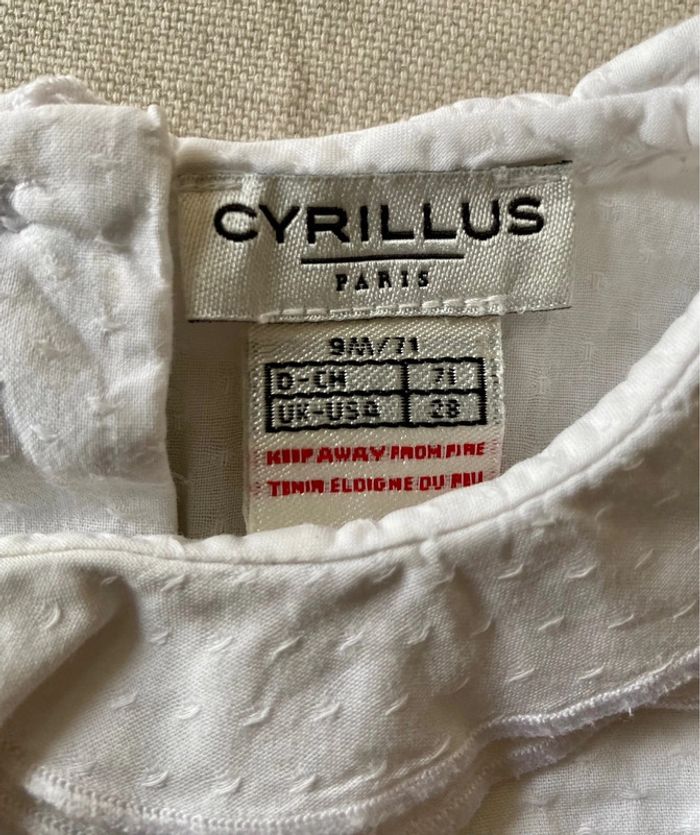 CYRILLUS
PARIS
9M/71
D-CH 71
UK-USA 28
KEEP AWAY FROM FIRE
TENIR ELOIGNE DU FEU